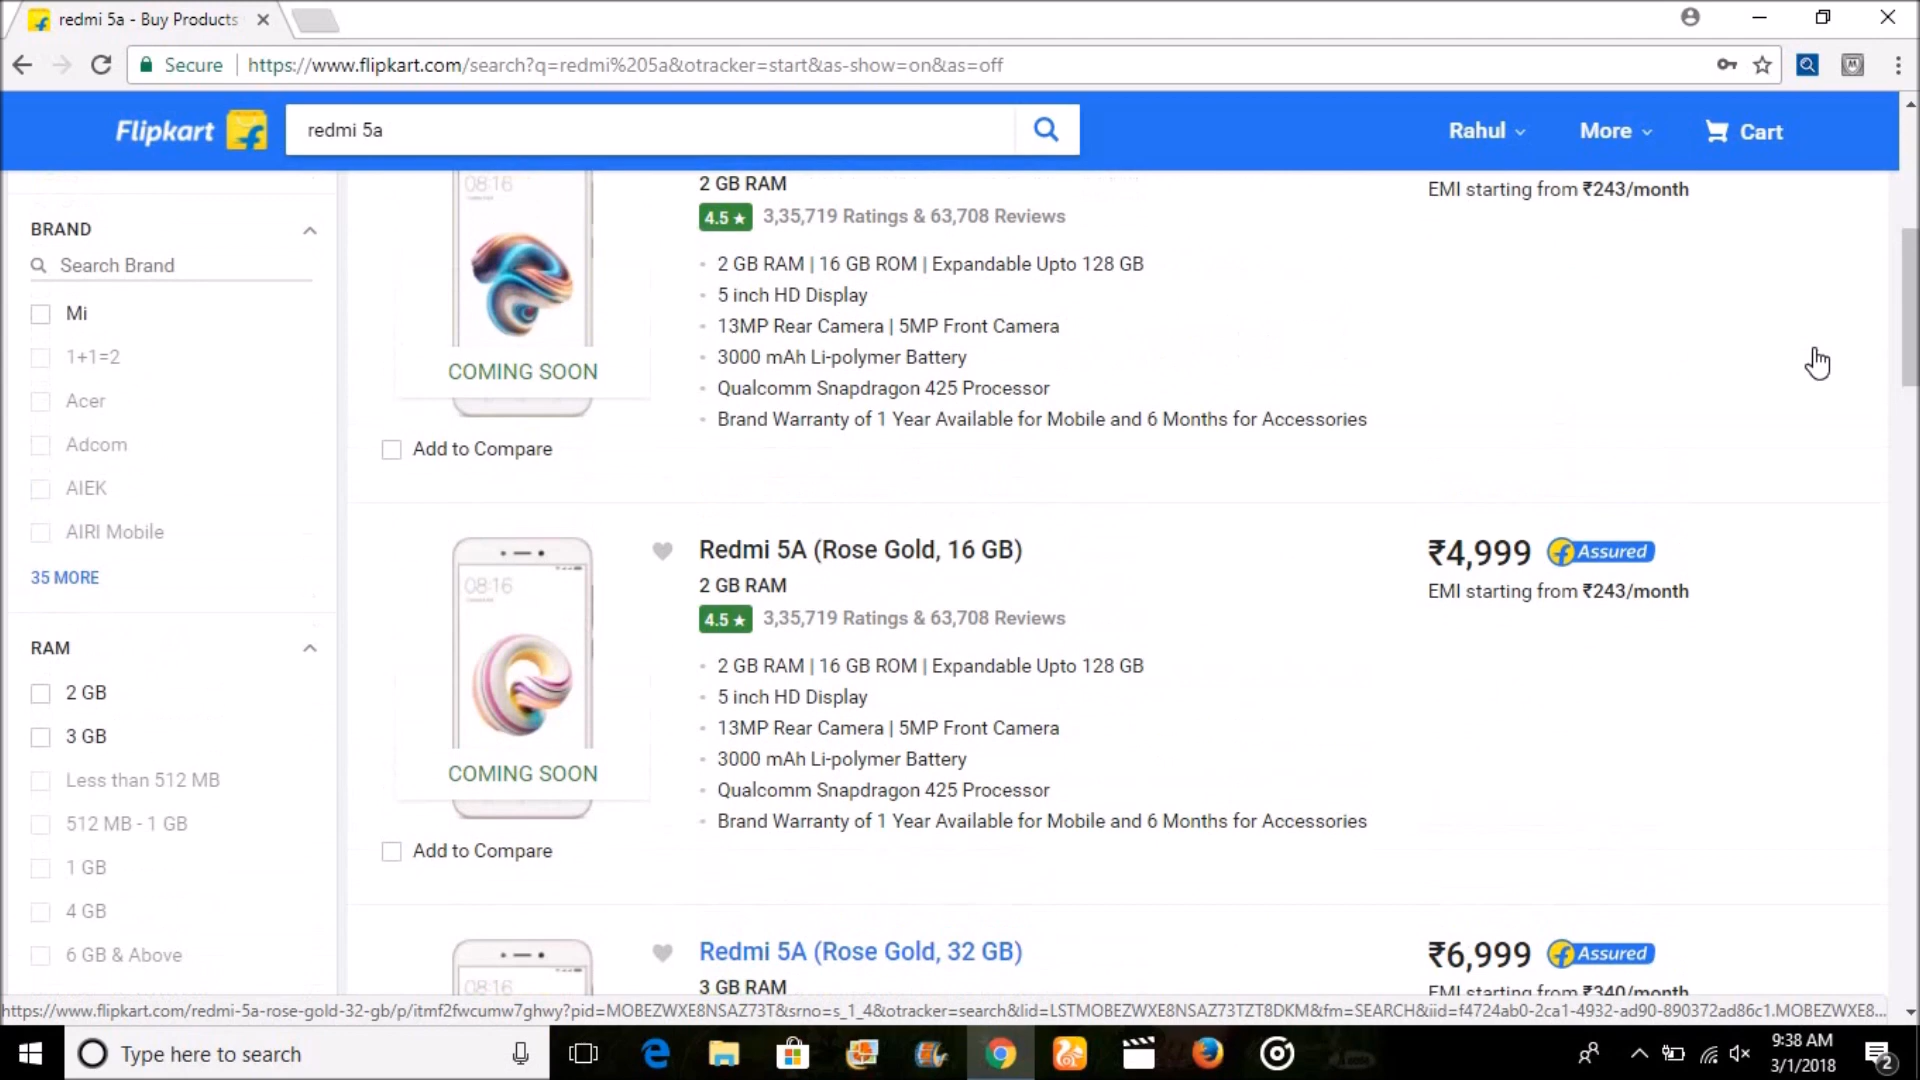 redmi 5a - Buy Products
Secure
https://www.flipkart.com/search?q=redmi%205a&otracker=start&as-show=on&as=off
Flipkart
redmi 5a
Rahul
More
Cart
BRAND
Search Brand
Mi
1+1=2
Acer
Adcom
AIEK
AIRI Mobile
35 MORE
RAM
2 GB
3 GB
Less than 512 MB
512 MB - 1 GB
1 GB
4 GB
6 GB & Above
08:16
COMING SOON
Add to Compare
2 GB RAM
4.5 ★ 3,35,719 Ratings & 63,708 Reviews
2 GB RAM | 16 GB ROM | Expandable Upto 128 GB
5 inch HD Display
13MP Rear Camera | 5MP Front Camera
3000 mAh Li-polymer Battery
Qualcomm Snapdragon 425 Processor
Brand Warranty of 1 Year Available for Mobile and 6 Months for Accessories
EMI starting from ₹243/month
08:16
COMING SOON
Add to Compare
Redmi 5A (Rose Gold, 16 GB)
2 GB RAM
4.5 ★ 3,35,719 Ratings & 63,708 Reviews
2 GB RAM | 16 GB ROM | Expandable Upto 128 GB
5 inch HD Display
13MP Rear Camera | 5MP Front Camera
3000 mAh Li-polymer Battery
Qualcomm Snapdragon 425 Processor
Brand Warranty of 1 Year Available for Mobile and 6 Months for Accessories
₹4,999 Assured
EMI starting from ₹243/month
08:16
Redmi 5A (Rose Gold, 32 GB)
3 GB RAM
₹6,999 Assured
EMI starting from ₹340/month
https://www.flipkart.com/redmi-5a-rose-gold-32-gb/p/itmf2fwcumw7ghwy?pid=MOBEZWXE8NSAZ73T&srno=s_1_4&otracker=search&lid=LSTMOBEZWXE8NSAZ73TZT8DKM&fm=SEARCH&iid=f4724ab0-2ca1-4932-ad90-890372ad86c1.MOBEZWXE8...
Type here to search
9:38 AM
3/1/2018
2